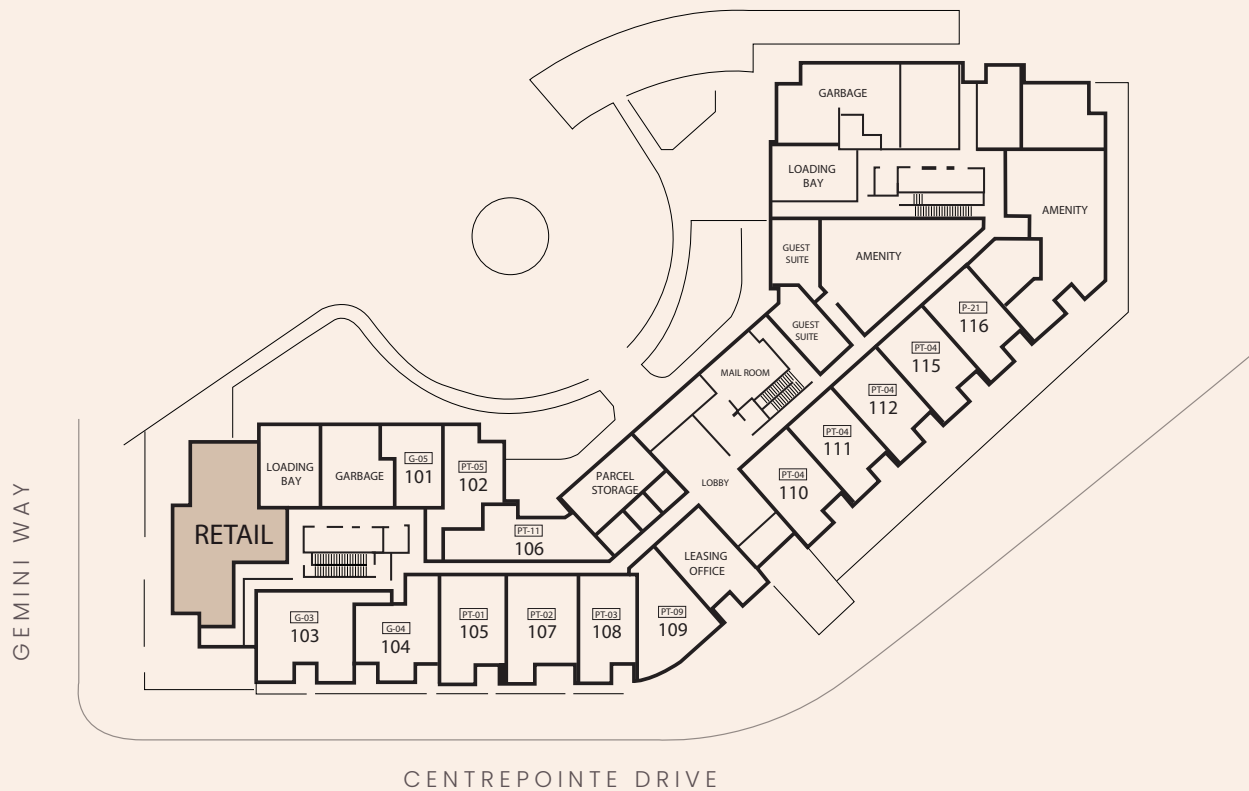 GARBAGE
LOADING
BAY
AMENITY
GUEST
SUITE
AMENITY
GUEST
SUITE
P-21
116
PT-04
115
MAIL ROOM
PT-04
112
PT-04
111
PT-04
110
LOBBY
PARCEL
STORAGE
LEASING
OFFICE
LOADING
BAY
GARBAGE
G-05
101
PT-05
102
RETAIL
PT-11
106
G-03
103
G-04
104
PT-01
105
PT-02
107
PT-03
108
PT-09
109
GEMINI WAY
CENTREPOINTE DRIVE